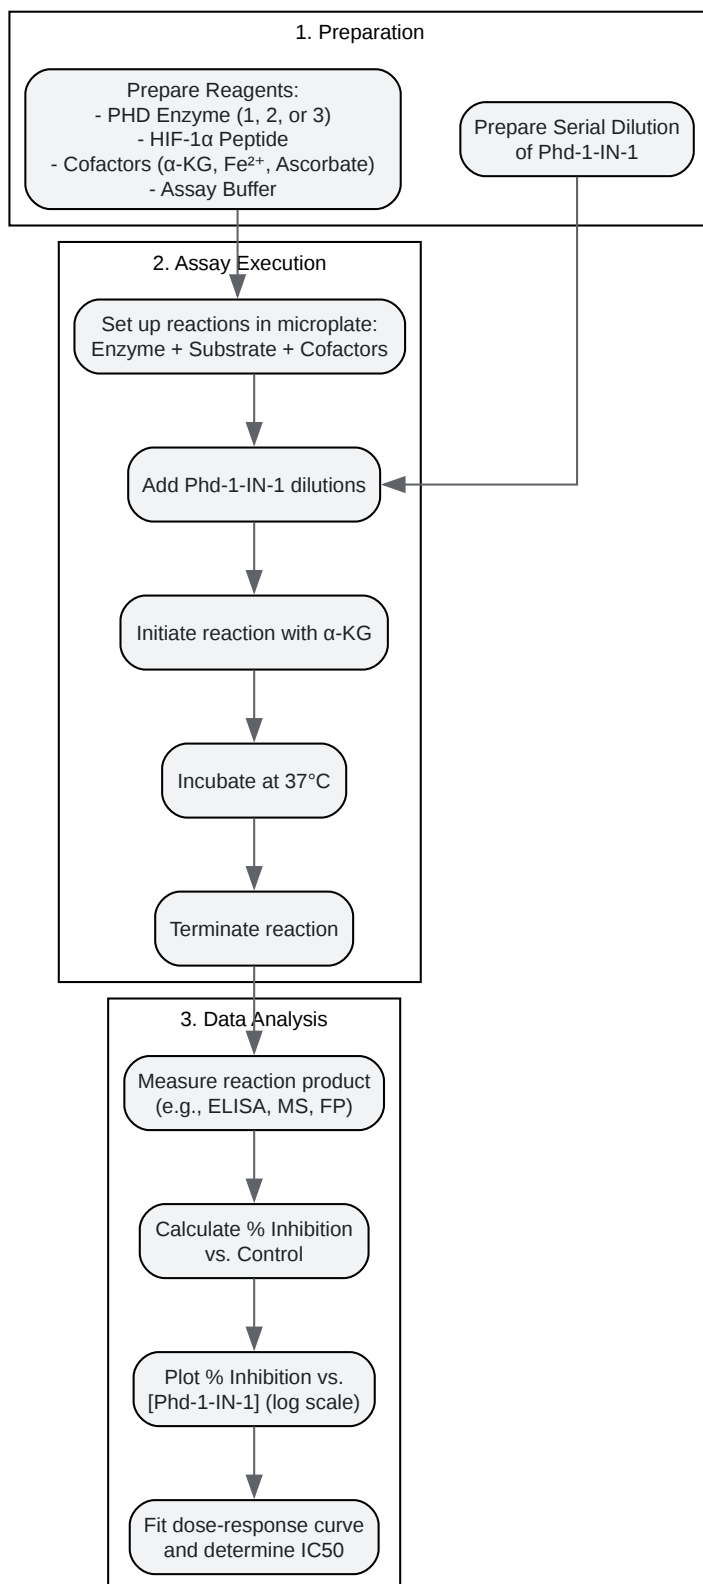 1. Preparation
Prepare Reagents:
- PHD Enzyme (1, 2, or 3)
- HIF-1α Peptide
- Cofactors (α-KG, Fe²⁺, Ascorbate)
- Assay Buffer
Prepare Serial Dilution
of Phd-1-IN-1
2. Assay Execution
Set up reactions in microplate:
Enzyme + Substrate + Cofactors
Add Phd-1-IN-1 dilutions
Initiate reaction with α-KG
Incubate at 37°C
Terminate reaction
3. Data Analysis
Measure reaction product
(e.g., ELISA, MS, FP)
Calculate % Inhibition
vs. Control
Plot % Inhibition vs.
[Phd-1-IN-1] (log scale)
Fit dose-response curve
and determine IC50